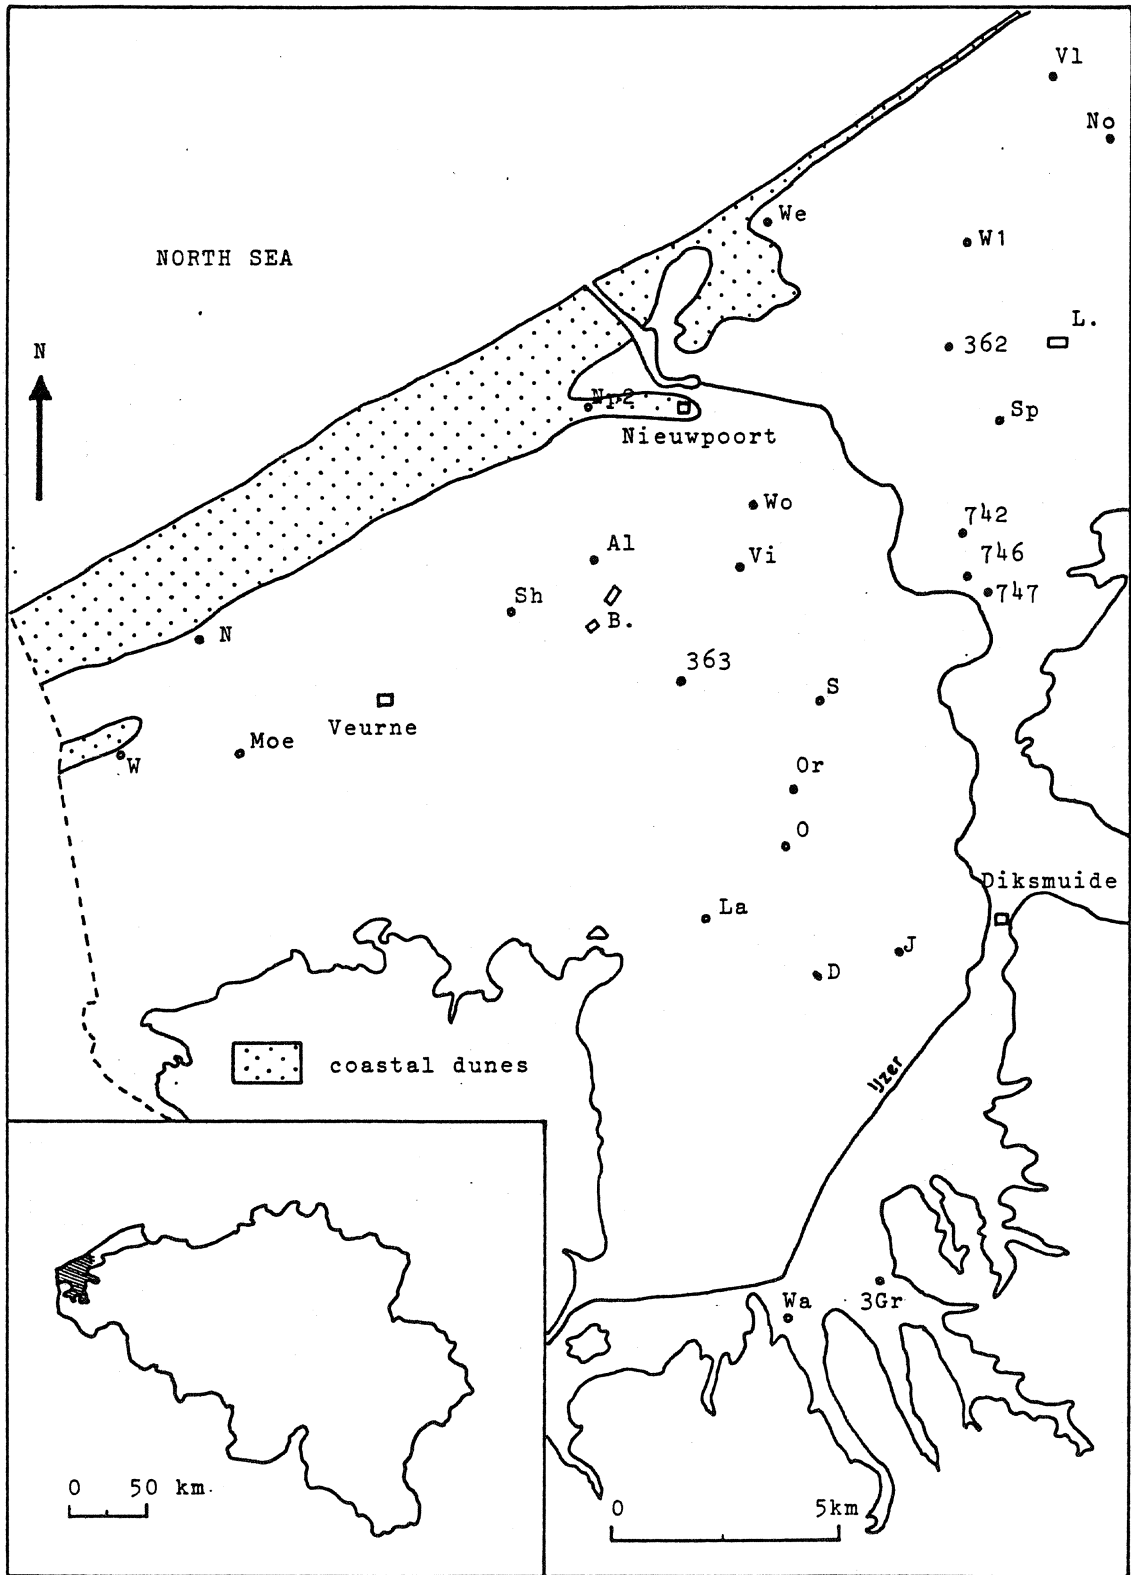 Vl
No
We
NORTH SEA
W1
L.
N
362
Np2
Sp
Nieuwpoort
Wo
742
Al
Vi
746
Sh
747
B.
N
363
S
Veurne
Moe
W
Or
O
Diksmuide
La
J
D
coastal dunes
IJzer
Wa
3Gr
0 50 km.
0 5km